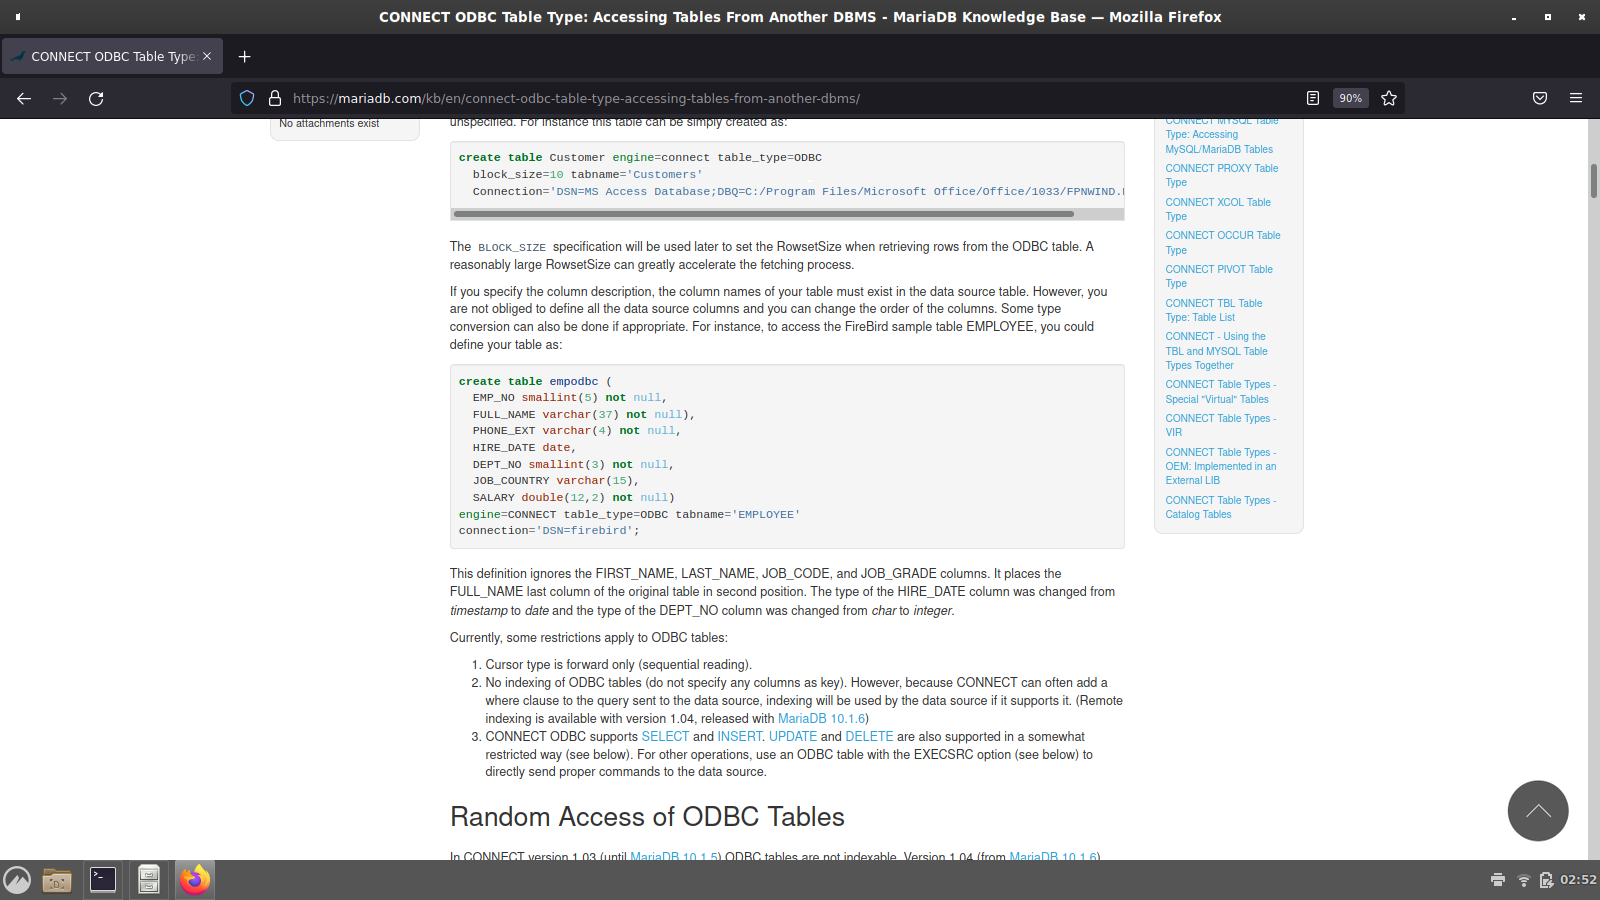 CONNECT ODBC Table Type: Accessing Tables From Another DBMS - MariaDB Knowledge Base — Mozilla Firefox
CONNECT ODBC Table Type:
https://mariadb.com/kb/en/connect-odbc-table-type-accessing-tables-from-another-dbms/
90%
No attachments exist
unspecified. For instance this table can be simply created as:
create table Customer engine=connect table_type=ODBC
block_size=10 tabname='Customers'
Connection='DSN=MS Access Database;DBQ=C:/Program Files/Microsoft Office/Office/1033/FPNWIND.
The BLOCK_SIZE specification will be used later to set the RowsetSize when retrieving rows from the ODBC table. A
reasonably large RowsetSize can greatly accelerate the fetching process.
If you specify the column description, the column names of your table must exist in the data source table. However, you
are not obliged to define all the data source columns and you can change the order of the columns. Some type
conversion can also be done if appropriate. For instance, to access the FireBird sample table EMPLOYEE, you could
define your table as:
create table empodbc (
EMP_NO smallint(5) not null,
FULL_NAME varchar(37) not null),
PHONE_EXT varchar(4) not null,
HIRE_DATE date,
DEPT_NO smallint(3) not null,
JOB_COUNTRY varchar(15),
SALARY double(12,2) not null)
engine=CONNECT table_type=ODBC tabname='EMPLOYEE'
connection='DSN=firebird';
This definition ignores the FIRST_NAME, LAST_NAME, JOB_CODE, and JOB_GRADE columns. It places the
FULL_NAME last column of the original table in second position. The type of the HIRE_DATE column was changed from
timestamp to date and the type of the DEPT_NO column was changed from char to integer.
Currently, some restrictions apply to ODBC tables:
1. Cursor type is forward only (sequential reading).
2. No indexing of ODBC tables (do not specify any columns as key). However, because CONNECT can often add a
where clause to the query sent to the data source, indexing will be used by the data source if it supports it. (Remote
indexing is available with version 1.04, released with MariaDB 10.1.6)
3. CONNECT ODBC supports SELECT and INSERT. UPDATE and DELETE are also supported in a somewhat
restricted way (see below). For other operations, use an ODBC table with the EXECSRC option (see below) to
directly send proper commands to the data source.
Random Access of ODBC Tables
In CONNECT version 1.03 (until MariaDB 10.1.5) ODBC tables are not indexable. Version 1.04 (from MariaDB 10.1.6)
CONNECT MYSQL Table
Type: Accessing
MySQL/MariaDB Tables
CONNECT PROXY Table
Type
CONNECT XCOL Table
Type
CONNECT OCCUR Table
Type
CONNECT PIVOT Table
Type
CONNECT TBL Table
Type: Table List
CONNECT - Using the
TBL and MYSQL Table
Types Together
CONNECT Table Types -
Special "Virtual" Tables
CONNECT Table Types -
VIR
CONNECT Table Types -
OEM: Implemented in an
External LIB
CONNECT Table Types -
Catalog Tables
02:52